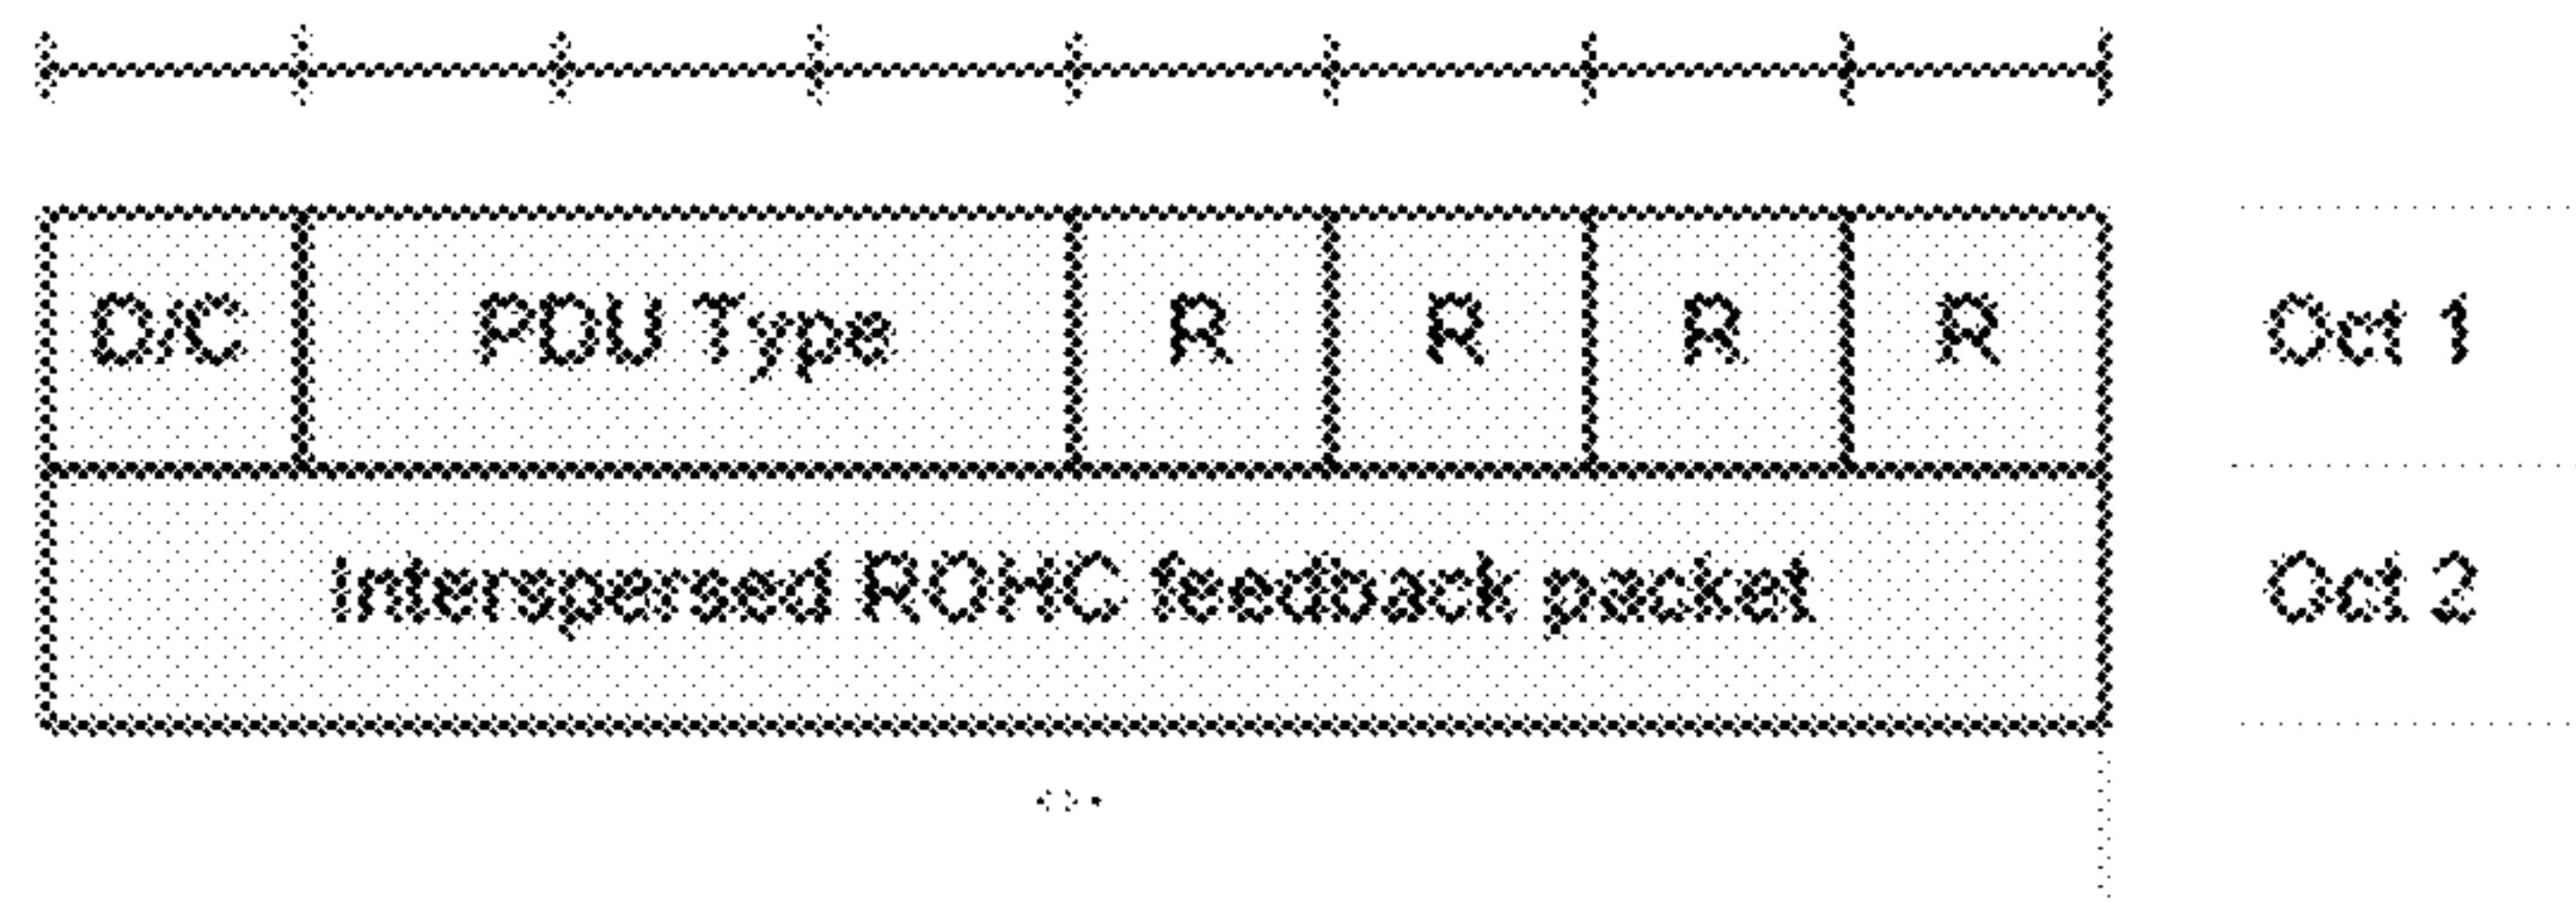 D/C PDU Type R R R R Oct 1
Interspersed ROHC feedback packet Oct 2
...